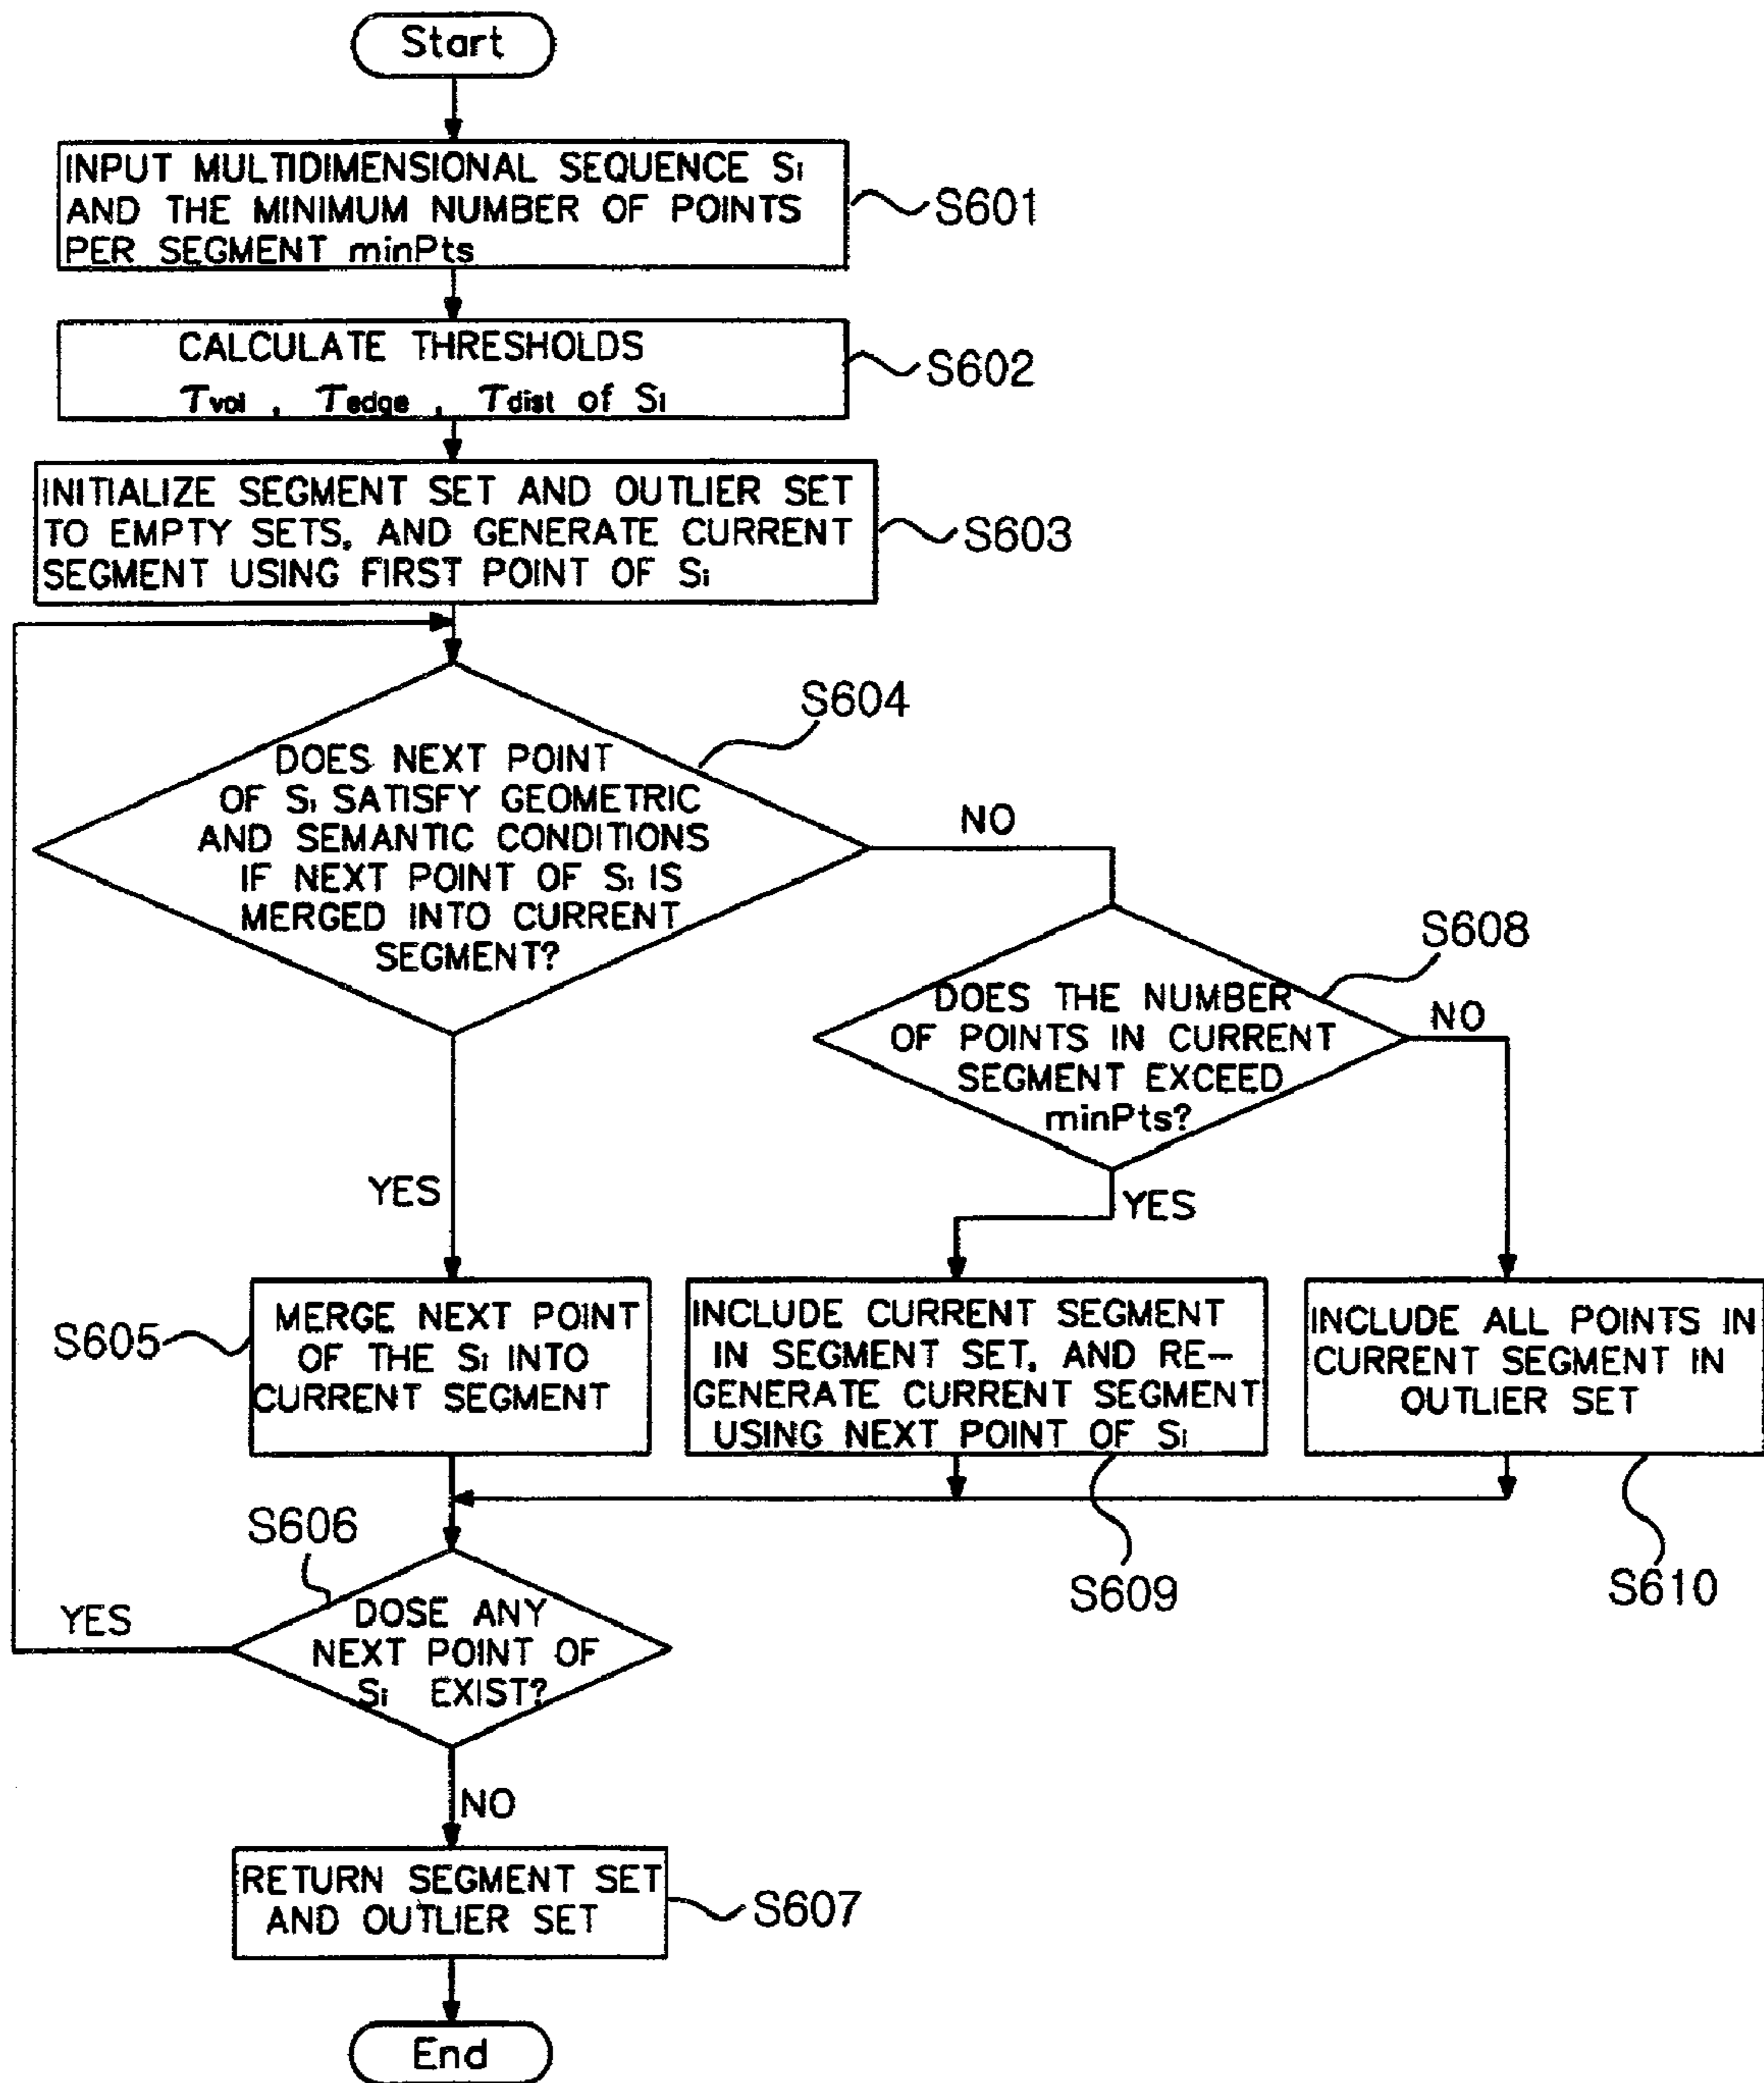 Start
INPUT MULTIDIMENSIONAL SEQUENCE Si
AND THE MINIMUM NUMBER OF POINTS
PER SEGMENT minPts
S601
CALCULATE THRESHOLDS
τvol , τedge , τdist of Si
S602
INITIALIZE SEGMENT SET AND OUTLIER SET
TO EMPTY SETS, AND GENERATE CURRENT
SEGMENT USING FIRST POINT OF Si
S603
S604
DOES NEXT POINT
OF Si SATISFY GEOMETRIC
AND SEMANTIC CONDITIONS
IF NEXT POINT OF Si IS
MERGED INTO CURRENT
SEGMENT?
NO
S608
DOES THE NUMBER
OF POINTS IN CURRENT
SEGMENT EXCEED
minPts?
NO
YES
YES
S605
MERGE NEXT POINT
OF THE Si INTO
CURRENT SEGMENT
INCLUDE CURRENT SEGMENT
IN SEGMENT SET, AND RE-
GENERATE CURRENT SEGMENT
USING NEXT POINT OF Si
INCLUDE ALL POINTS IN
CURRENT SEGMENT IN
OUTLIER SET
S606
S609
S610
YES
DOSE ANY
NEXT POINT OF
Si EXIST?
NO
RETURN SEGMENT SET
AND OUTLIER SET
S607
End